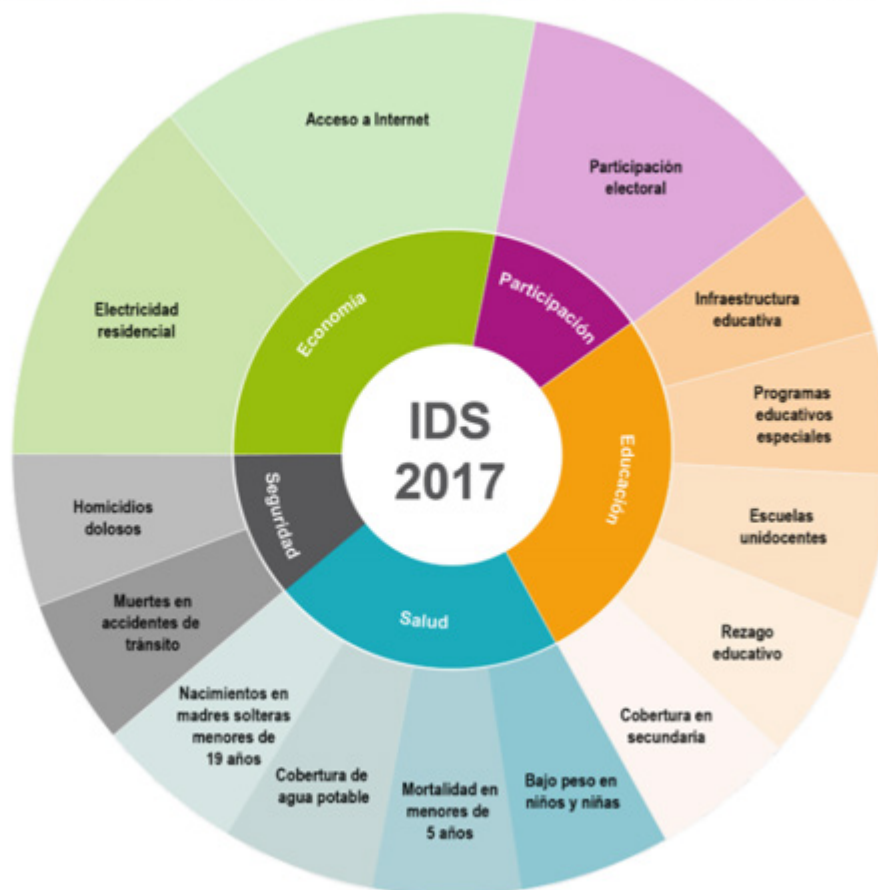 Acceso a Internet
Participación
electoral
Infraestructura
educativa
Programas
educativos
especiales
Escuelas
unidocentes
Rezago
educativo
Cobertura en
secundaria
Bajo peso en
niños y niñas
Mortalidad en
menores de
5 años
Cobertura de
agua potable
Nacimientos en
madres solteras
menores de
19 años
Muertes en
accidentes de
tránsito
Homicidios
dolosos
Electricidad
residencial
Economia
Participación
Educación
Salud
Seguridad
IDS
2017